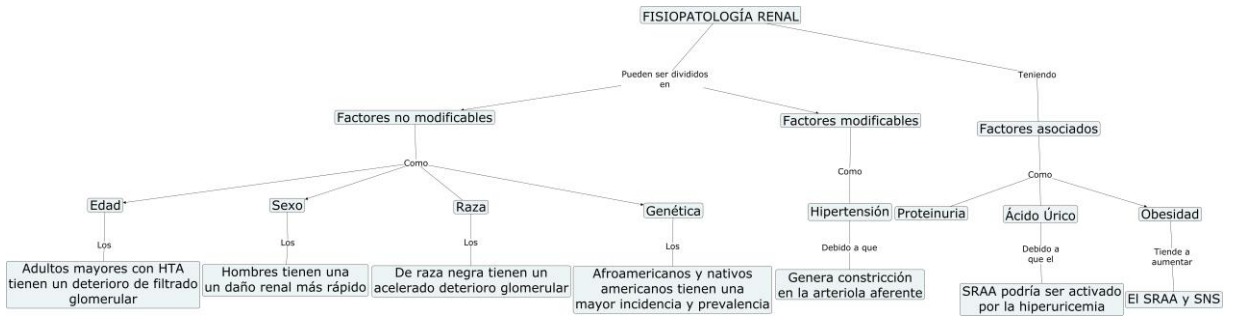 FISIOPATOLOGÍA RENAL
Pueden ser divididos
en
Teniendo
Factores no modificables
Factores modificables
Factores asociados
Como
Como
Como
Edad
Sexo
Raza
Genética
Hipertensión
Proteinuria
Ácido Úrico
Obesidad
Los
Los
Los
Los
Debido a que
Debido a
que el
Tiende a
aumentar
Adultos mayores con HTA
tienen un deterioro de filtrado
glomerular
Hombres tienen una
un daño renal más rápido
De raza negra tienen un
acelerado deterioro glomerular
Afroamericanos y nativos
americanos tienen una
mayor incidencia y prevalencia
Genera constricción
en la arteriola aferente
SRAA podría ser activado
por la hiperuricemia
El SRAA y SNS